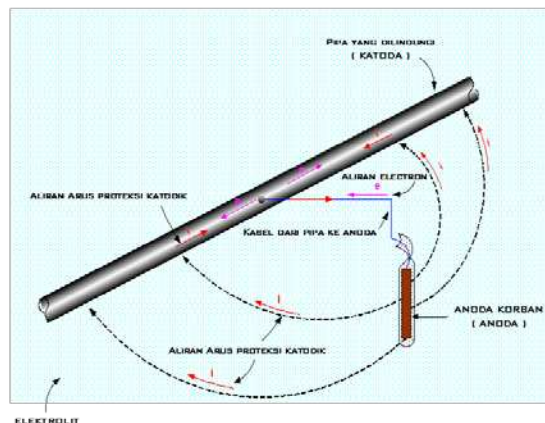 PIPA YANG DILINDUNGI
( KATODA )
ALIRAN ELECTRON
e
ALIRAN ARUS PROTEKSI KATODIK
KABEL DARI PIPA KE ANODA
ANODA KORBAN
( ANODA )
I
ALIRAN ARUS PROTEKSI KATODIK
I
ELEKTROLIT